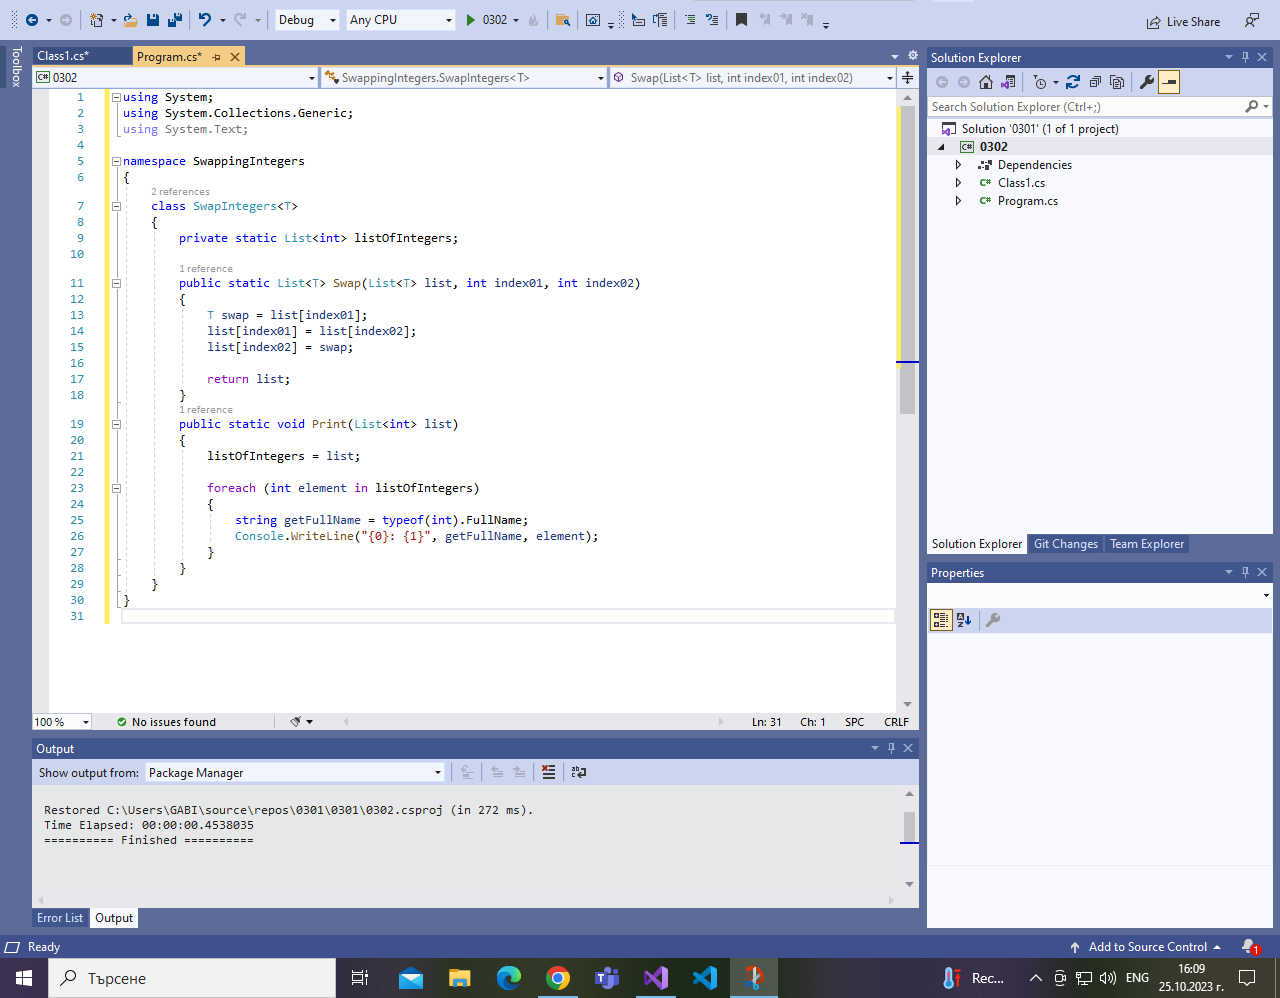 Debug
Any CPU
0302
Live Share
Toolbox
Class1.cs*
Program.cs*
C# 0302
SwappingIntegers.SwapIntegers<T>
Swap(List<T> list, int index01, int index02)
1 using System;
2 using System.Collections.Generic;
3 using System.Text;
4
5 namespace SwappingIntegers
6 {
2 references
7 class SwapIntegers<T>
8 {
9 private static List<int> listOfIntegers;
10
1 reference
11 public static List<T> Swap(List<T> list, int index01, int index02)
12 {
13 T swap = list[index01];
14 list[index01] = list[index02];
15 list[index02] = swap;
16
17 return list;
18 }
1 reference
19 public static void Print(List<int> list)
20 {
21 listOfIntegers = list;
22
23 foreach (int element in listOfIntegers)
24 {
25 string getFullName = typeof(int).FullName;
26 Console.WriteLine("{0}: {1}", getFullName, element);
27 }
28 }
29 }
30 }
31
100 %
No issues found
Ln: 31
Ch: 1
SPC
CRLF
Output
Show output from:
Package Manager
Restored C:\Users\GABI\source\repos\0301\0301\0302.csproj (in 272 ms).
Time Elapsed: 00:00:00.4538035
========== Finished ==========
Error List
Output
Solution Explorer
Search Solution Explorer (Ctrl+;)
Solution '0301' (1 of 1 project)
C# 0302
Dependencies
C# Class1.cs
C# Program.cs
Solution Explorer
Git Changes
Team Explorer
Properties
Ready
Add to Source Control
1
Търсене
Rec...
ENG
16:09
25.10.2023 г.